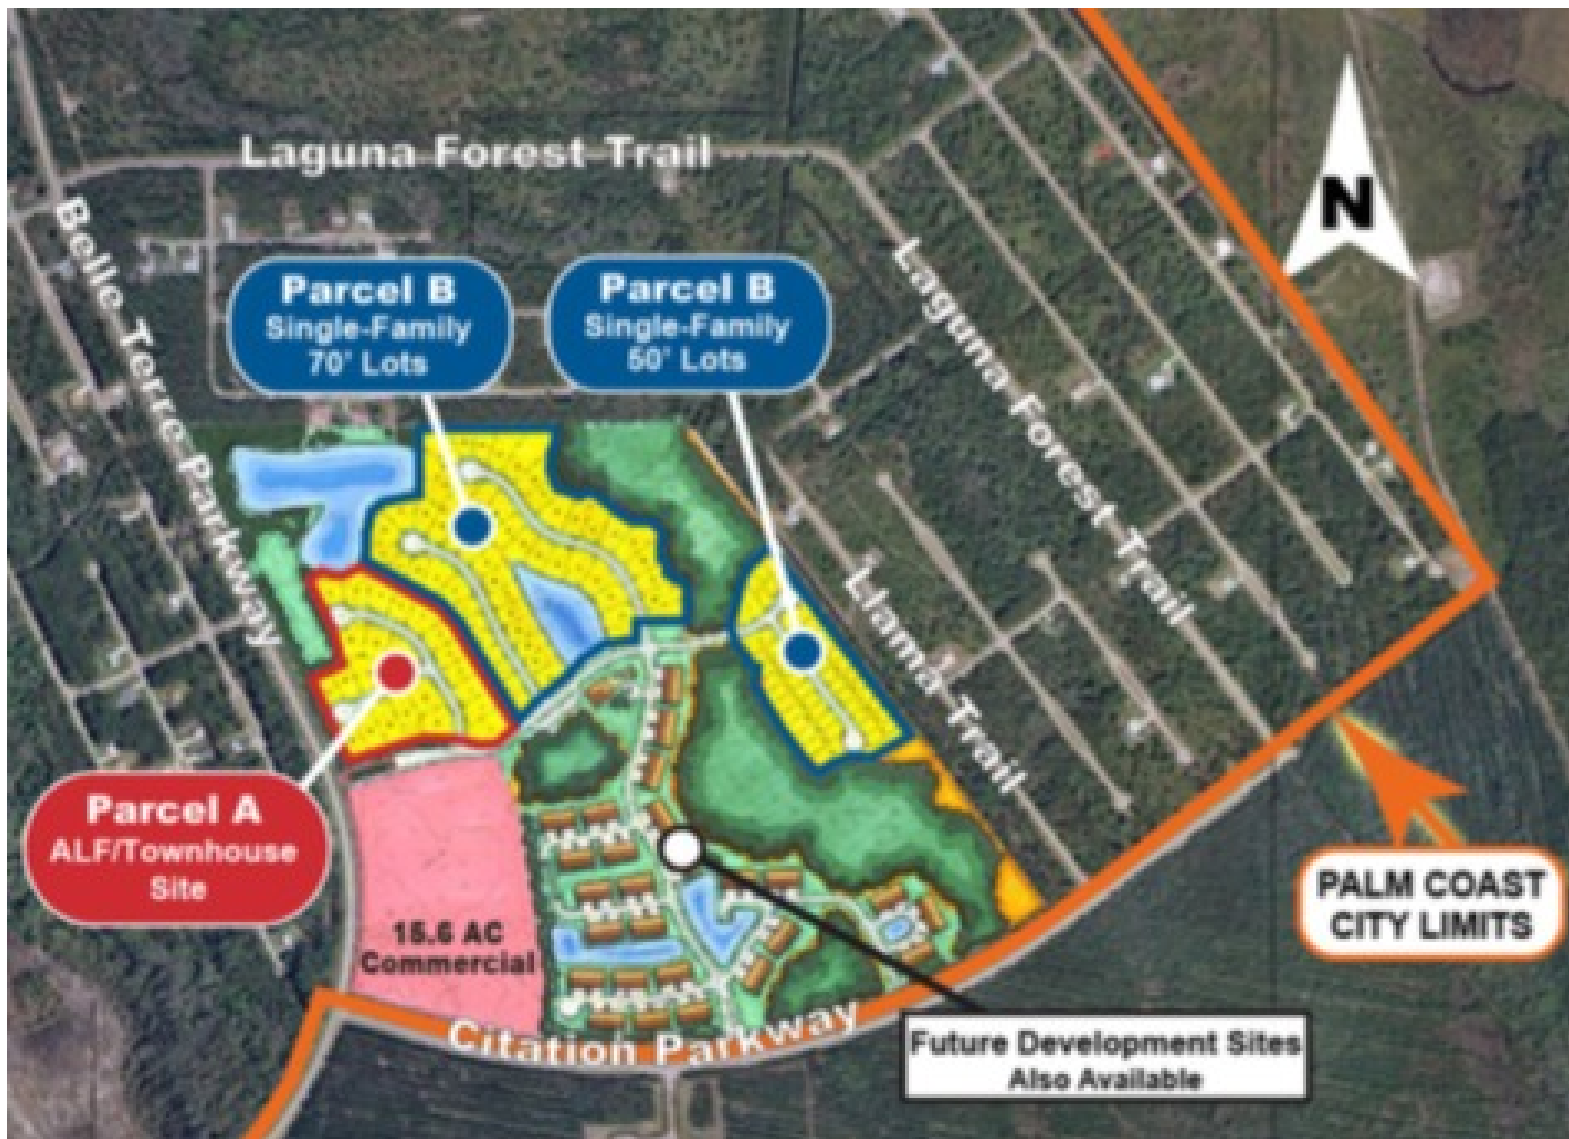 Laguna Forest Trail
N
Belle Terre Parkway
Parcel B
Single-Family
70' Lots
Parcel B
Single-Family
50' Lots
Laguna Forest Trail
Llama Trail
Parcel A
ALF/Townhouse
Site
15.6 AC
Commercial
PALM COAST
CITY LIMITS
Citation Parkway
Future Development Sites
Also Available